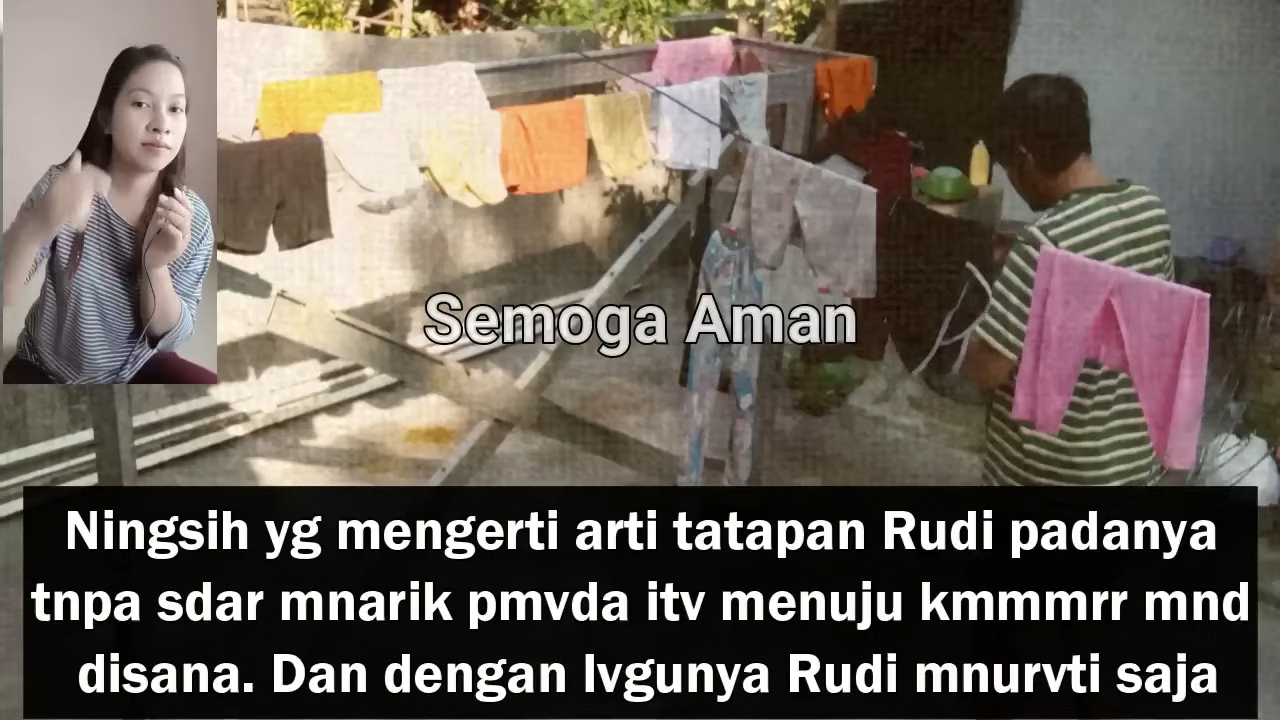 Semoga Aman
Ningsih yg mengerti arti tatapan Rudi padanya
tnpa sdar mnarik pmvda itv menuju kmmmrr mnd
disana. Dan dengan lvgunya Rudi mnurvti saja